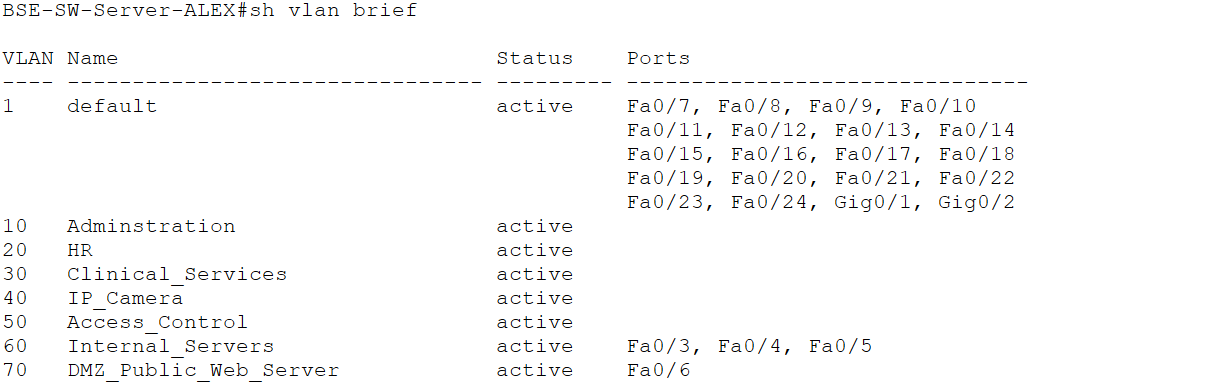 BSE-SW-Server-ALEX#sh vlan brief
VLAN Name                             Status    Ports
---- -------------------------------- --------- -------------------------------
1    default                          active    Fa0/7, Fa0/8, Fa0/9, Fa0/10
                                                Fa0/11, Fa0/12, Fa0/13, Fa0/14
                                                Fa0/15, Fa0/16, Fa0/17, Fa0/18
                                                Fa0/19, Fa0/20, Fa0/21, Fa0/22
                                                Fa0/23, Fa0/24, Gig0/1, Gig0/2
10   Adminstration                    active
20   HR                               active
30   Clinical_Services                active
40   IP_Camera                        active
50   Access_Control                   active
60   Internal_Servers                 active    Fa0/3, Fa0/4, Fa0/5
70   DMZ_Public_Web_Server            active    Fa0/6